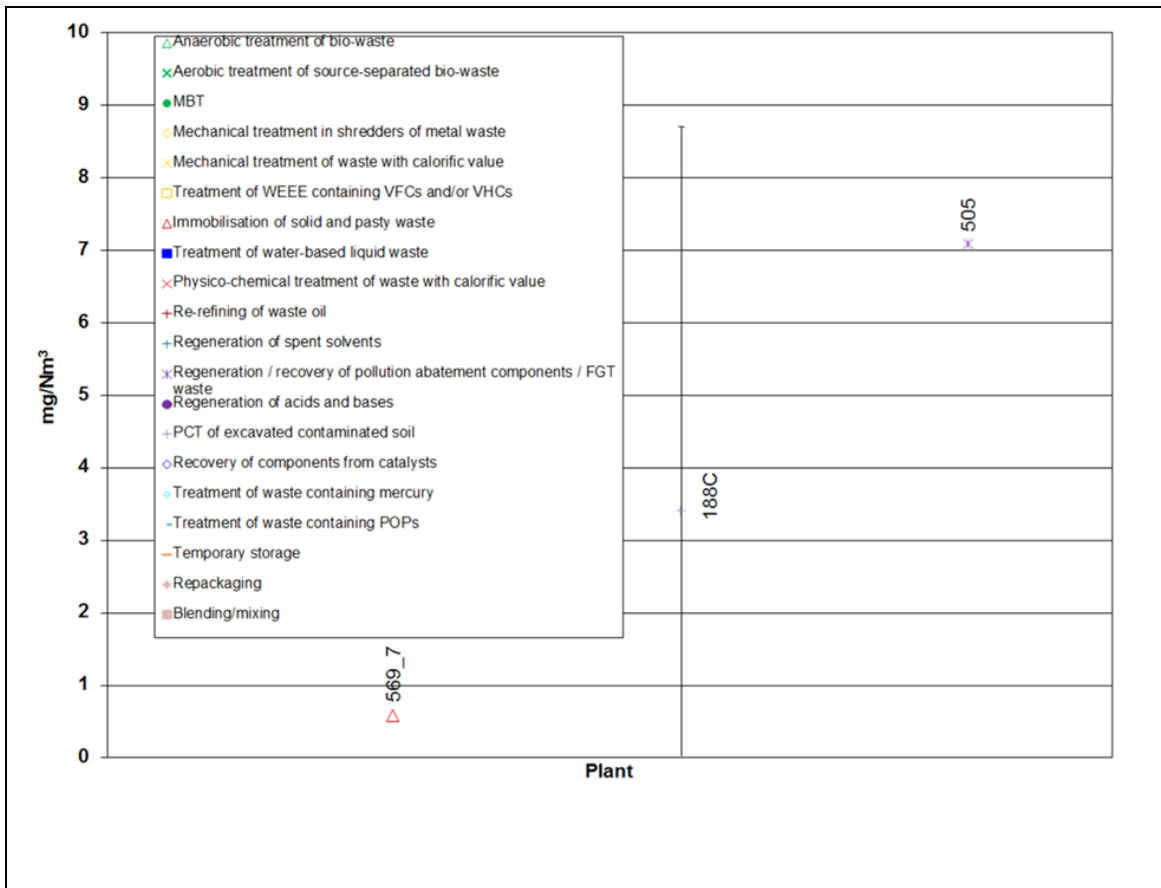 10
9
8
7
6
5
4
3
2
1
0
mg/Nm³
Anaerobic treatment of bio-waste
Aerobic treatment of source-separated bio-waste
MBT
Mechanical treatment in shredders of metal waste
Mechanical treatment of waste with calorific value
Treatment of WEEE containing VFCs and/or VHCs
Immobilisation of solid and pasty waste
Treatment of water-based liquid waste
Physico-chemical treatment of waste with calorific value
Re-refining of waste oil
Regeneration of spent solvents
Regeneration / recovery of pollution abatement components / FGT
waste
Regeneration of acids and bases
PCT of excavated contaminated soil
Recovery of components from catalysts
Treatment of waste containing mercury
Treatment of waste containing POPs
Temporary storage
Repackaging
Blending/mixing
569_7
188C
505
Plant